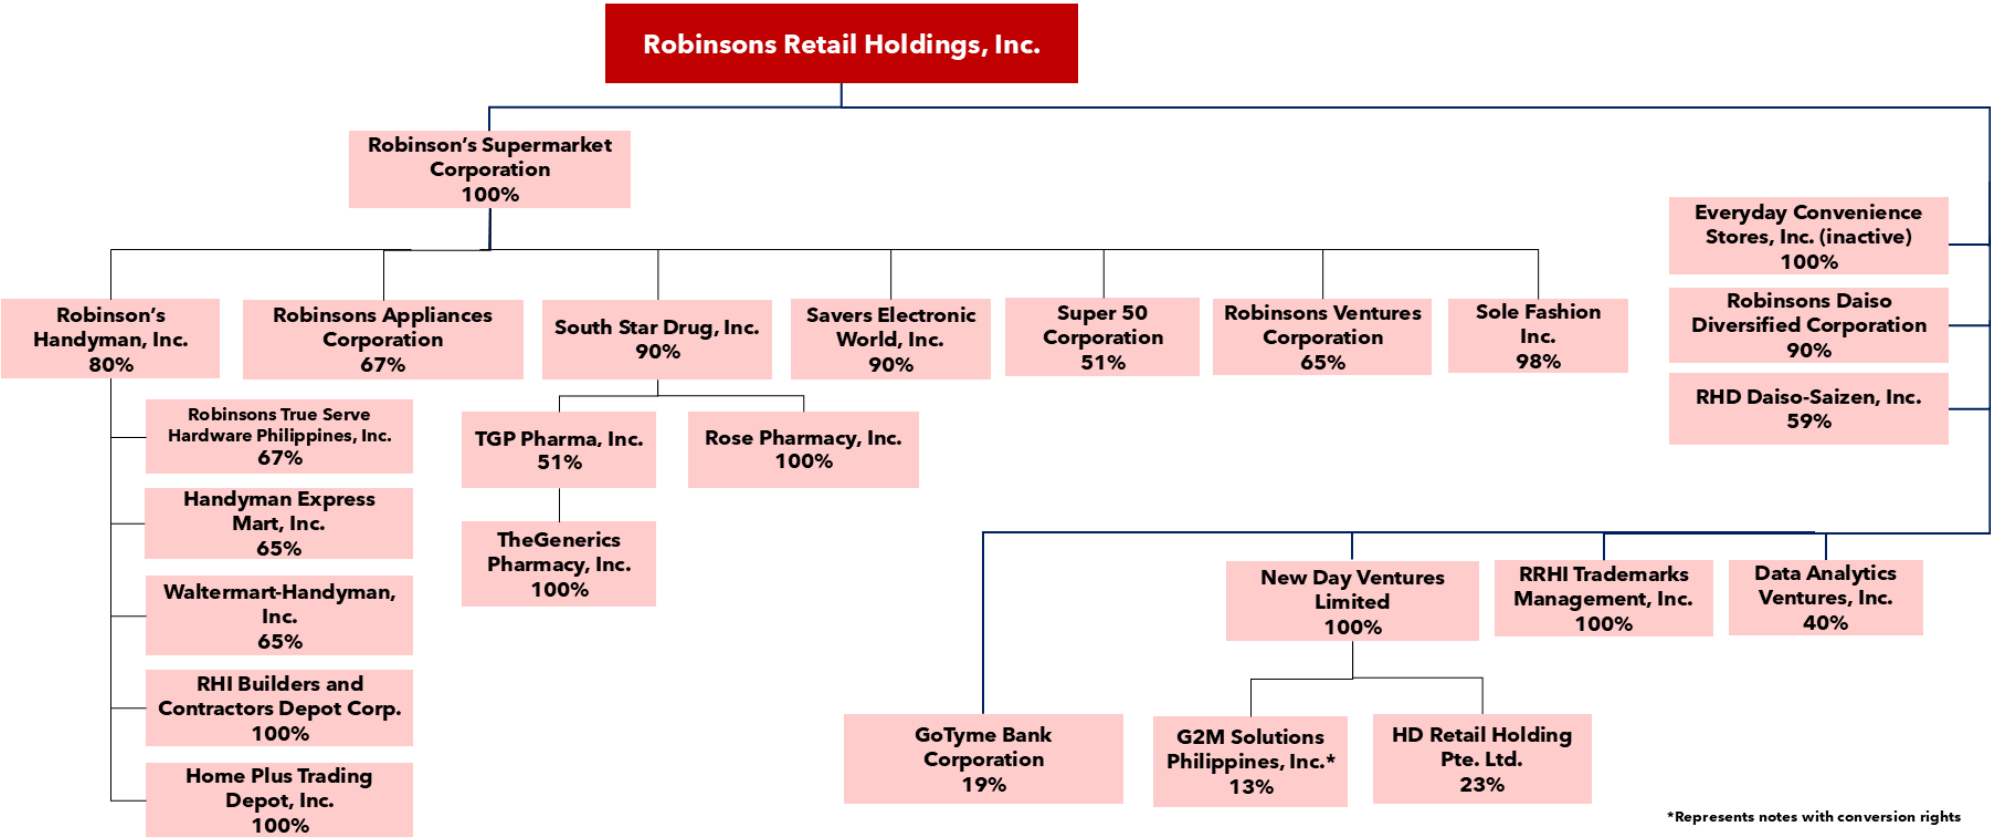 Robinsons Retail Holdings, Inc.
Robinson's Supermarket
Corporation
100%
Everyday Convenience
Stores, Inc. (inactive)
100%
Robinsons Daiso
Diversified Corporation
90%
RHD Daiso-Saizen, Inc.
59%
Robinson's
Handyman, Inc.
80%
Robinsons Appliances
Corporation
67%
South Star Drug, Inc.
90%
Savers Electronic
World, Inc.
90%
Super 50
Corporation
51%
Robinsons Ventures
Corporation
65%
Sole Fashion
Inc.
98%
Robinsons True Serve
Hardware Philippines, Inc.
67%
Handyman Express
Mart, Inc.
65%
Waltermart-Handyman,
Inc.
65%
RHI Builders and
Contractors Depot Corp.
100%
Home Plus Trading
Depot, Inc.
100%
TGP Pharma, Inc.
51%
Rose Pharmacy, Inc.
100%
TheGenerics
Pharmacy, Inc.
100%
New Day Ventures
Limited
100%
RRHI Trademarks
Management, Inc.
100%
Data Analytics
Ventures, Inc.
40%
GoTyme Bank
Corporation
19%
G2M Solutions
Philippines, Inc.*
13%
HD Retail Holding
Pte. Ltd.
23%
*Represents notes with conversion rights